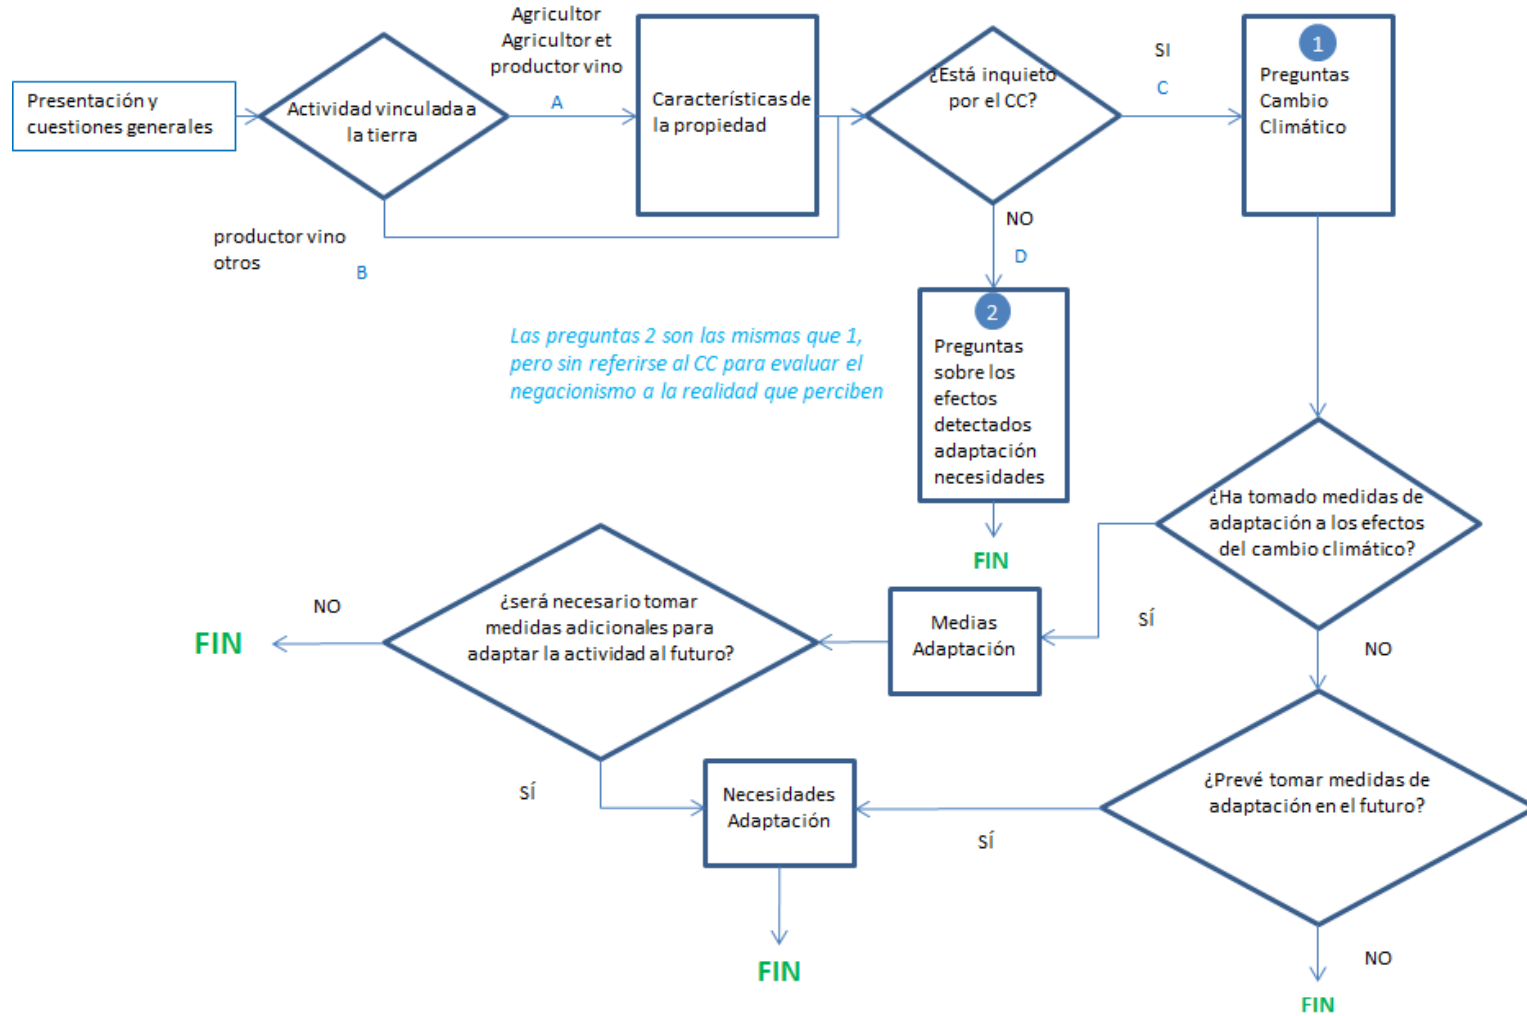 Presentación y
cuestiones generales
Actividad vinculada a
la tierra
Agricultor
Agricultor et
productor vino
A
productor vino
otros
B
Características de
la propiedad
¿Está inquieto
por el CC?
SI
C
1
Preguntas
Cambio
Climático
NO
D
2
Preguntas
sobre los
efectos
detectados
adaptación
necesidades
FIN
Las preguntas 2 son las mismas que 1,
pero sin referirse al CC para evaluar el
negacionismo a la realidad que perciben
¿Ha tomado medidas de
adaptación a los efectos
del cambio climático?
SÍ
NO
Medias
Adaptación
¿será necesario tomar
medidas adicionales para
adaptar la actividad al futuro?
NO
FIN
SÍ
Necesidades
Adaptación
FIN
¿Prevé tomar medidas de
adaptación en el futuro?
SÍ
NO
FIN